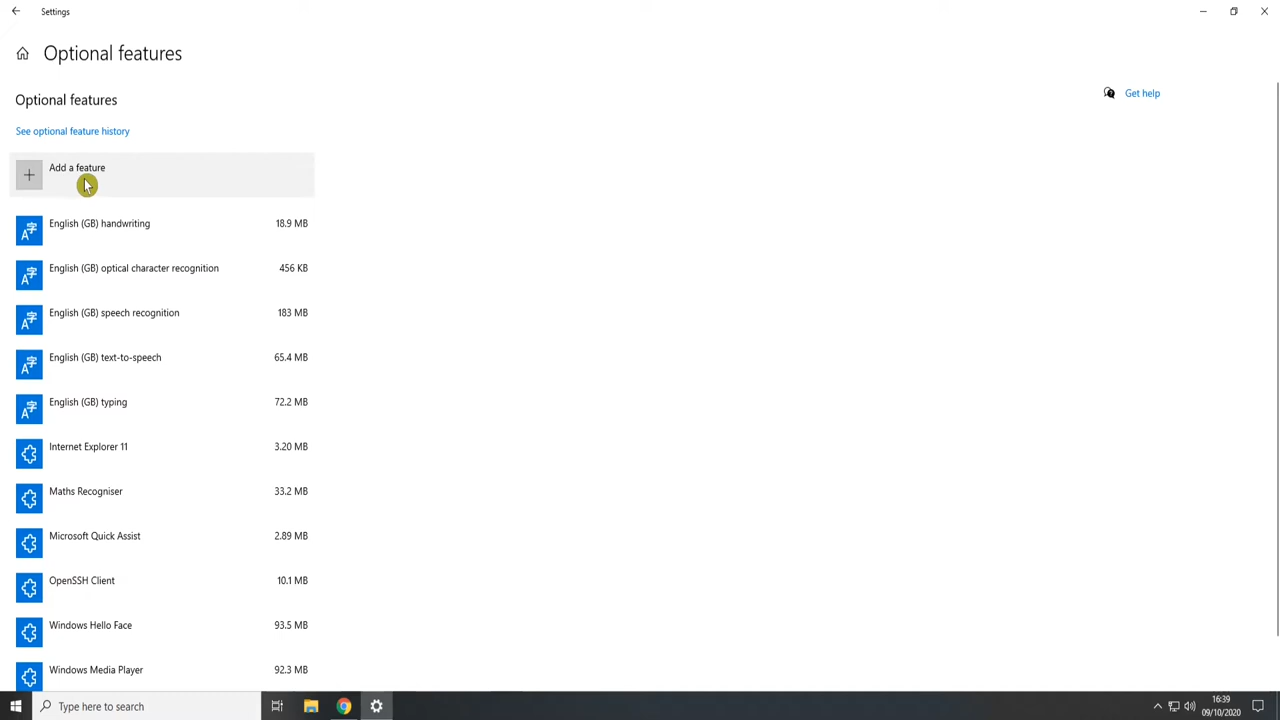 Settings
Optional features
Optional features
Get help
See optional feature history
Add a feature
English (GB) handwriting 18.9 MB
English (GB) optical character recognition 456 KB
English (GB) speech recognition 183 MB
English (GB) text-to-speech 65.4 MB
English (GB) typing 72.2 MB
Internet Explorer 11 3.20 MB
Maths Recogniser 33.2 MB
Microsoft Quick Assist 2.89 MB
OpenSSH Client 10.1 MB
Windows Hello Face 93.5 MB
Windows Media Player 92.3 MB
Type here to search
16:39
09/10/2020